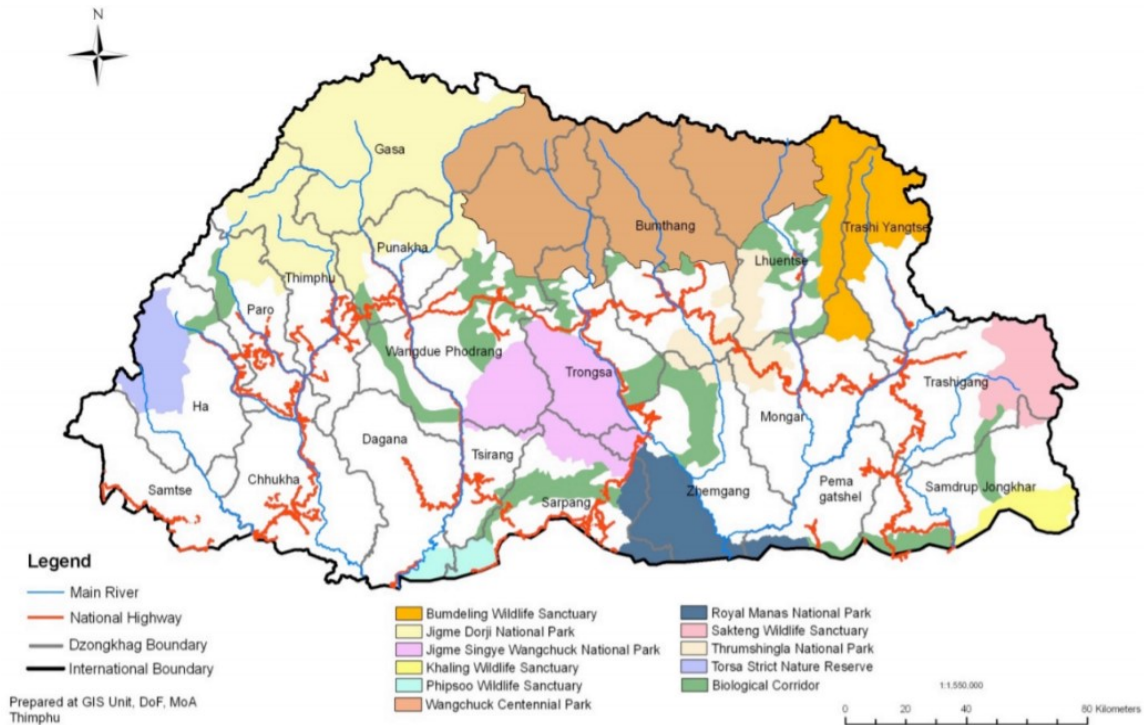 N
Gasa
Bumthang
Trashi Yangtse
Punakha
Lhuentse
Thimphu
Paro
Wangdue Phodrang
Trongsa
Trashigang
Ha
Mongar
Dagana
Tsirang
Chhukha
Samtse
Sarpang
Zhemgang
Pema
gatshel
Samdrup Jongkhar
Legend
Main River
National Highway
Dzongkhag Boundary
International Boundary
Prepared at GIS Unit, DoF, MoA
Thimphu
Bumdeling Wildlife Sanctuary
Jigme Dorji National Park
Jigme Singye Wangchuck National Park
Khaling Wildlife Sanctuary
Phipsoo Wildlife Sanctuary
Wangchuck Centennial Park
Royal Manas National Park
Sakteng Wildlife Sanctuary
Thrumshingla National Park
Torsa Strict Nature Reserve
Biological Corridor
1:1,550,000
0 20 40 80 Kilometers